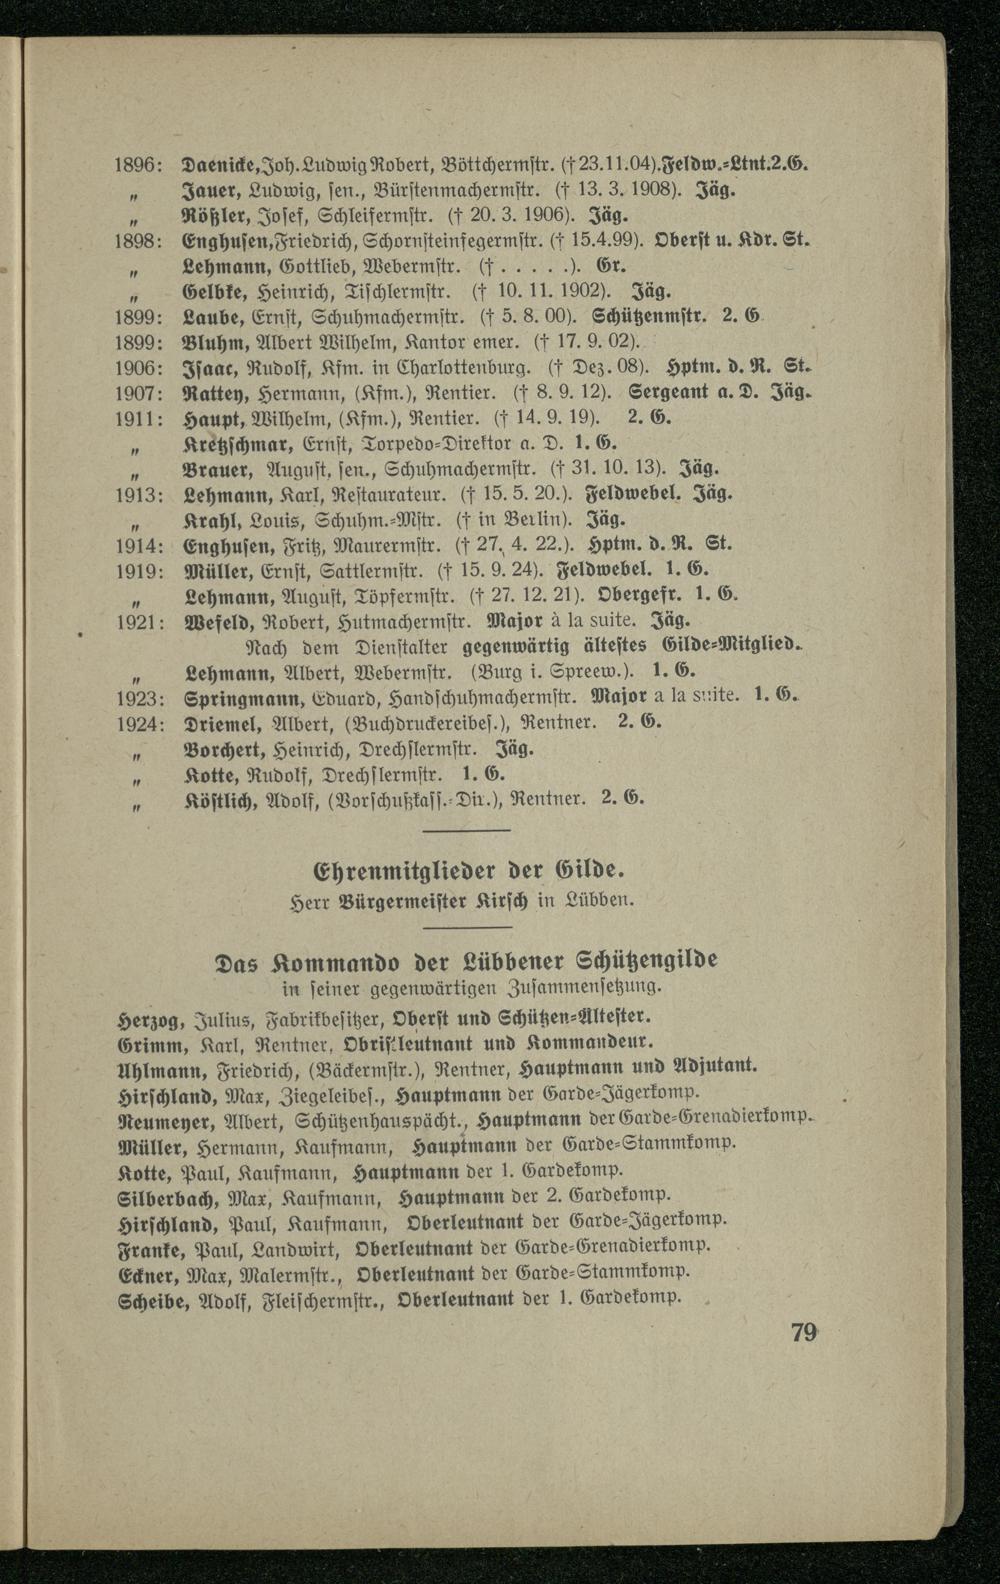 1896: Daenicke, Joh. Ludwig Robert, Böttchermstr. († 23.11.04). Feldw.-Ltnt. 2. G.
„ Jauer, Ludwig, sen., Bürstenmachermstr. († 13. 3. 1908). Jäg.
„ Rößler, Josef, Schleifermstr. († 20. 3. 1906). Jäg.
1898: Enghusen, Friedrich, Schornsteinfegermstr. († 15.4.99). Oberst u. Kdr. St.
„ Lehmann, Gottlieb, Webermstr. († . . . . .). Gr.
„ Gelbke, Heinrich, Tischlermstr. († 10. 11. 1902). Jäg.
1899: Laube, Ernst, Schuhmachermstr. († 5. 8. 00). Schützenmstr. 2. G
1899: Bluhm, Albert Wilhelm, Kantor emer. († 17. 9. 02).
1906: Isaac, Rudolf, Kfm. in Charlottenburg. († Dez. 08). Hptm. d. R. St.
1907: Rattey, Hermann, (Kfm.), Rentier. († 8. 9. 12). Sergeant a. D. Jäg.
1911: Haupt, Wilhelm, (Kfm.), Rentier. († 14. 9. 19). 2. G.
„ Kretzschmar, Ernst, Torpedo-Direktor a. D. 1. G.
„ Brauer, August, sen., Schuhmachermstr. († 31. 10. 13). Jäg.
1913: Lehmann, Karl, Restaurateur. († 15. 5. 20.). Feldwebel. Jäg.
„ Krahl, Louis, Schuhm.-Mstr. († in Berlin). Jäg.
1914: Enghusen, Fritz, Maurermstr. († 27. 4. 22.). Hptm. d. R. St.
1919: Müller, Ernst, Sattlermstr. († 15. 9. 24). Feldwebel. 1. G.
„ Lehmann, August, Töpfermstr. († 27. 12. 21). Obergefr. 1. G.
1921: Wefeld, Robert, Hutmachermstr. Major à la suite. Jäg.
Nach dem Dienstalter gegenwärtig ältestes Gilde-Mitglied.
„ Lehmann, Albert, Webermstr. (Burg i. Spreew.). 1. G.
1923: Springmann, Eduard, Handschuhmachermstr. Major a la suite. 1. G.
1924: Driemel, Albert, (Buchdruckereibes.), Rentner. 2. G.
„ Borchert, Heinrich, Drechslermstr. Jäg.
„ Kotte, Rudolf, Drechslermstr. 1. G.
„ Köstlich, Adolf, (Vorschußkass.-Dir.), Rentner. 2. G.
Ehrenmitglieder der Gilde.
Herr Bürgermeister Kirsch in Lübben.
Das Kommando der Lübbener Schützengilde
in seiner gegenwärtigen Zusammensetzung.
Herzog, Julius, Fabrikbesitzer, Oberst und Schützen-Ältester.
Grimm, Karl, Rentner, Obristleutnant und Kommandeur.
Uhlmann, Friedrich, (Bäckermstr.), Rentner, Hauptmann und Adjutant.
Hirschland, Max, Ziegeleibes., Hauptmann der Garde-Jägerkomp.
Neumeyer, Albert, Schützenhauspächt., Hauptmann der Garde-Grenadierkomp.
Müller, Hermann, Kaufmann, Hauptmann der Garde-Stammkomp.
Kotte, Paul, Kaufmann, Hauptmann der 1. Gardekomp.
Silberbach, Max, Kaufmann, Hauptmann der 2. Gardekomp.
Hirschland, Paul, Kaufmann, Oberleutnant der Garde-Jägerkomp.
Franke, Paul, Landwirt, Oberleutnant der Garde-Grenadierkomp.
Eckner, Max, Malermstr., Oberleutnant der Garde-Stammkomp.
Scheibe, Adolf, Fleischermstr., Oberleutnant der 1. Gardekomp.
79